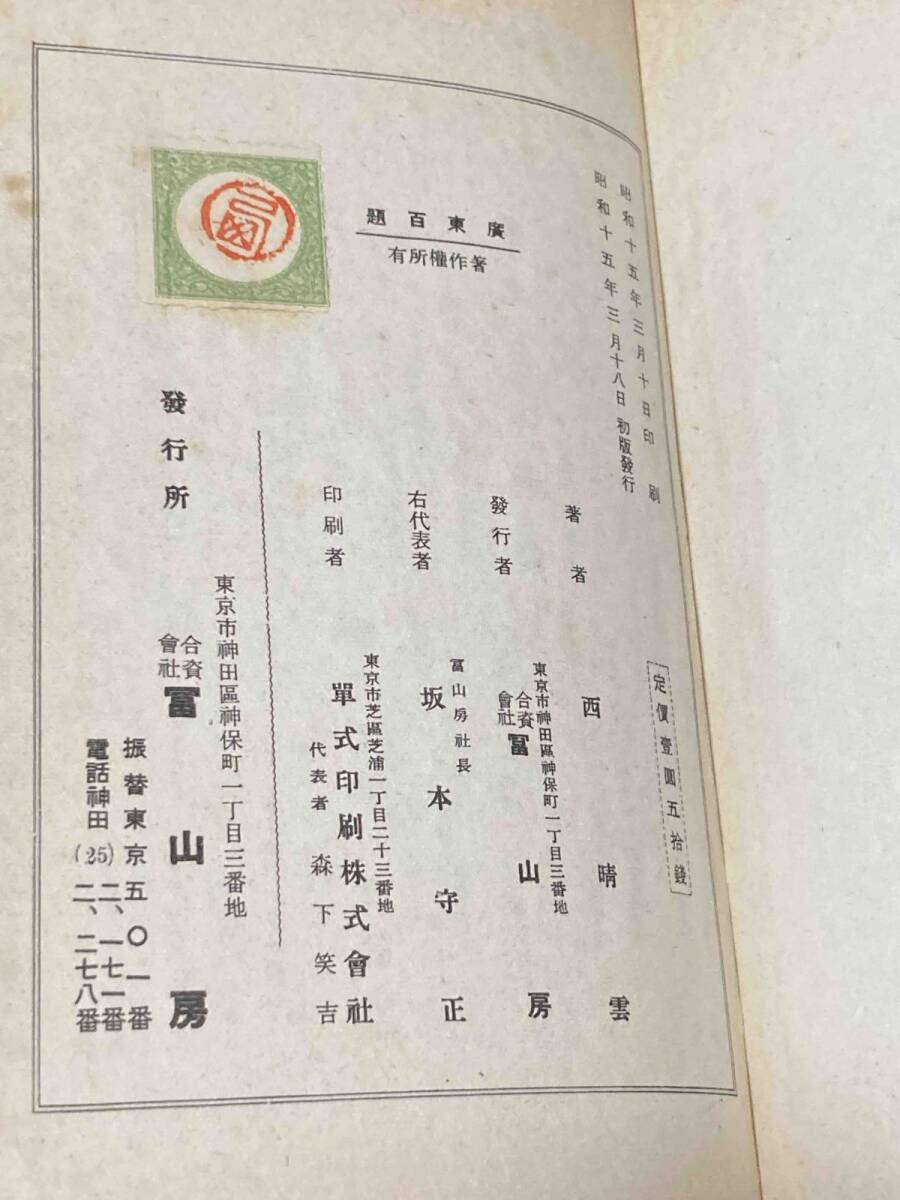 昭和十五年三月十日印刷
昭和十五年三月十八日初版發行
定價壹圓五拾錢
題百東廣
有所權作著
著者 西晴雲
發行者 東京市神田區神保町一丁目三番地
合資會社 冨山房
右代表者 冨山房社長
坂本守正
印刷者 東京市芝區芝浦一丁目二十三番地
單式印刷株式會社
代表者 森下笑吉
東京市神田區神保町一丁目三番地
發行所 合資會社 冨山房
振替東京五〇一番
電話神田(25)二、一七一番
二、二七八番